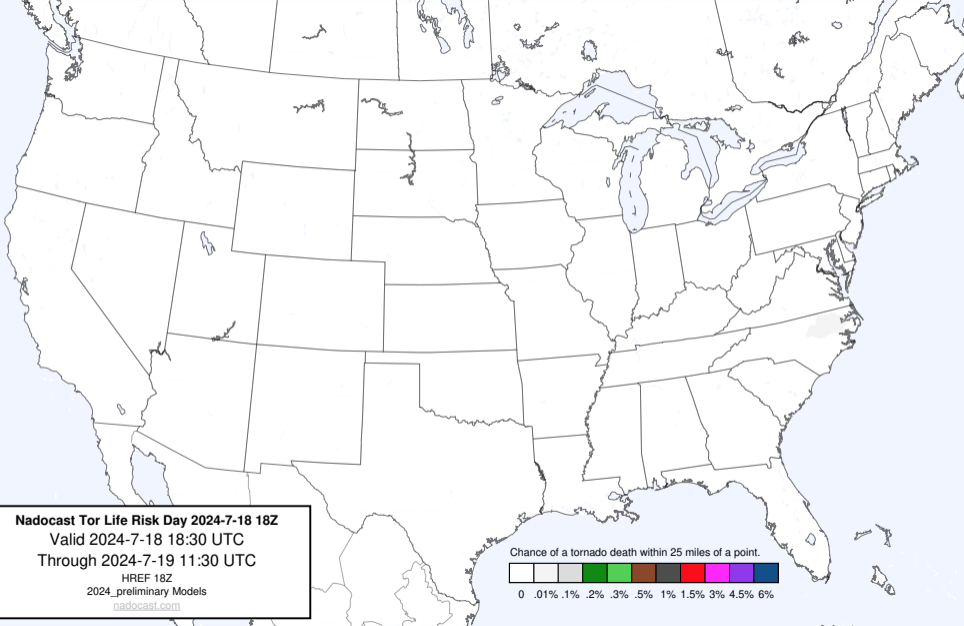 Nadocast Tor Life Risk Day 2024-7-18 18Z
Valid 2024-7-18 18:30 UTC
Through 2024-7-19 11:30 UTC
HREF 18Z
2024_preliminary Models
nadocast.com
Chance of a tornado death within 25 miles of a point.
0 .01% .1% .2% .3% .5% 1% 1.5% 3% 4.5% 6%